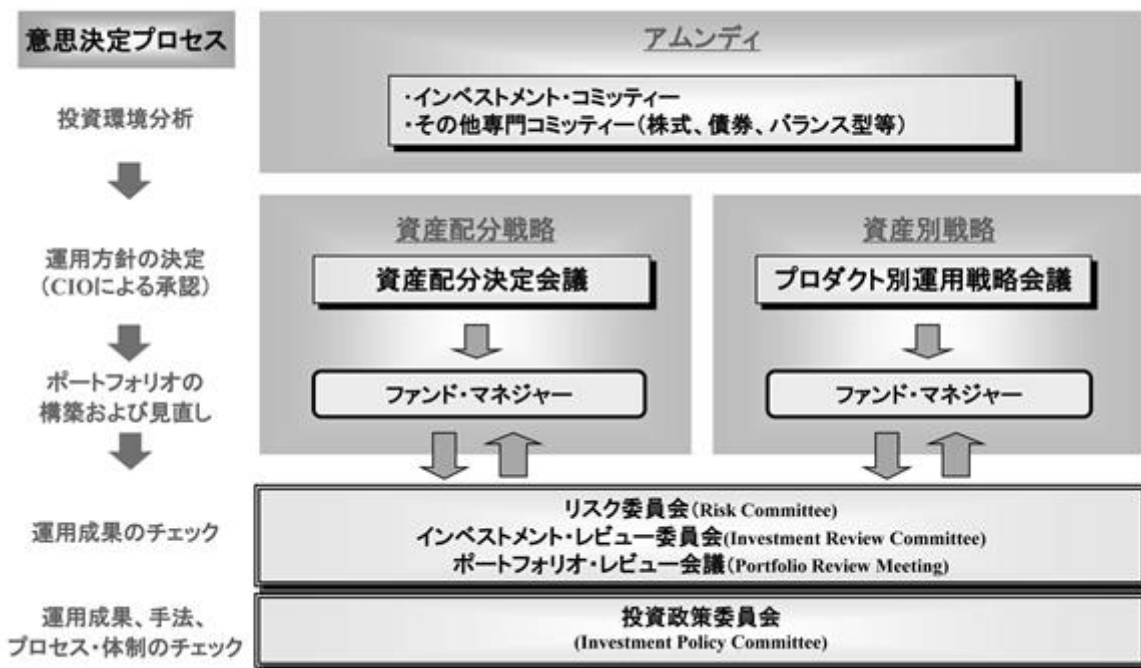 意思決定プロセス
アムンディ
投資環境分析
・インベストメント・コミッティー
・その他専門コミッティー（株式、債券、バランス型等）
資産配分戦略
資産別戦略
運用方針の決定
（CIOによる承認）
資産配分決定会議
プロダクト別運用戦略会議
ポートフォリオの
構築および見直し
ファンド・マネジャー
ファンド・マネジャー
運用成果のチェック
リスク委員会(Risk Committee)
インベストメント・レビュー委員会(Investment Review Committee)
ポートフォリオ・レビュー会議(Portfolio Review Meeting)
運用成果、手法、
プロセス・体制のチェック
投資政策委員会
(Investment Policy Committee)